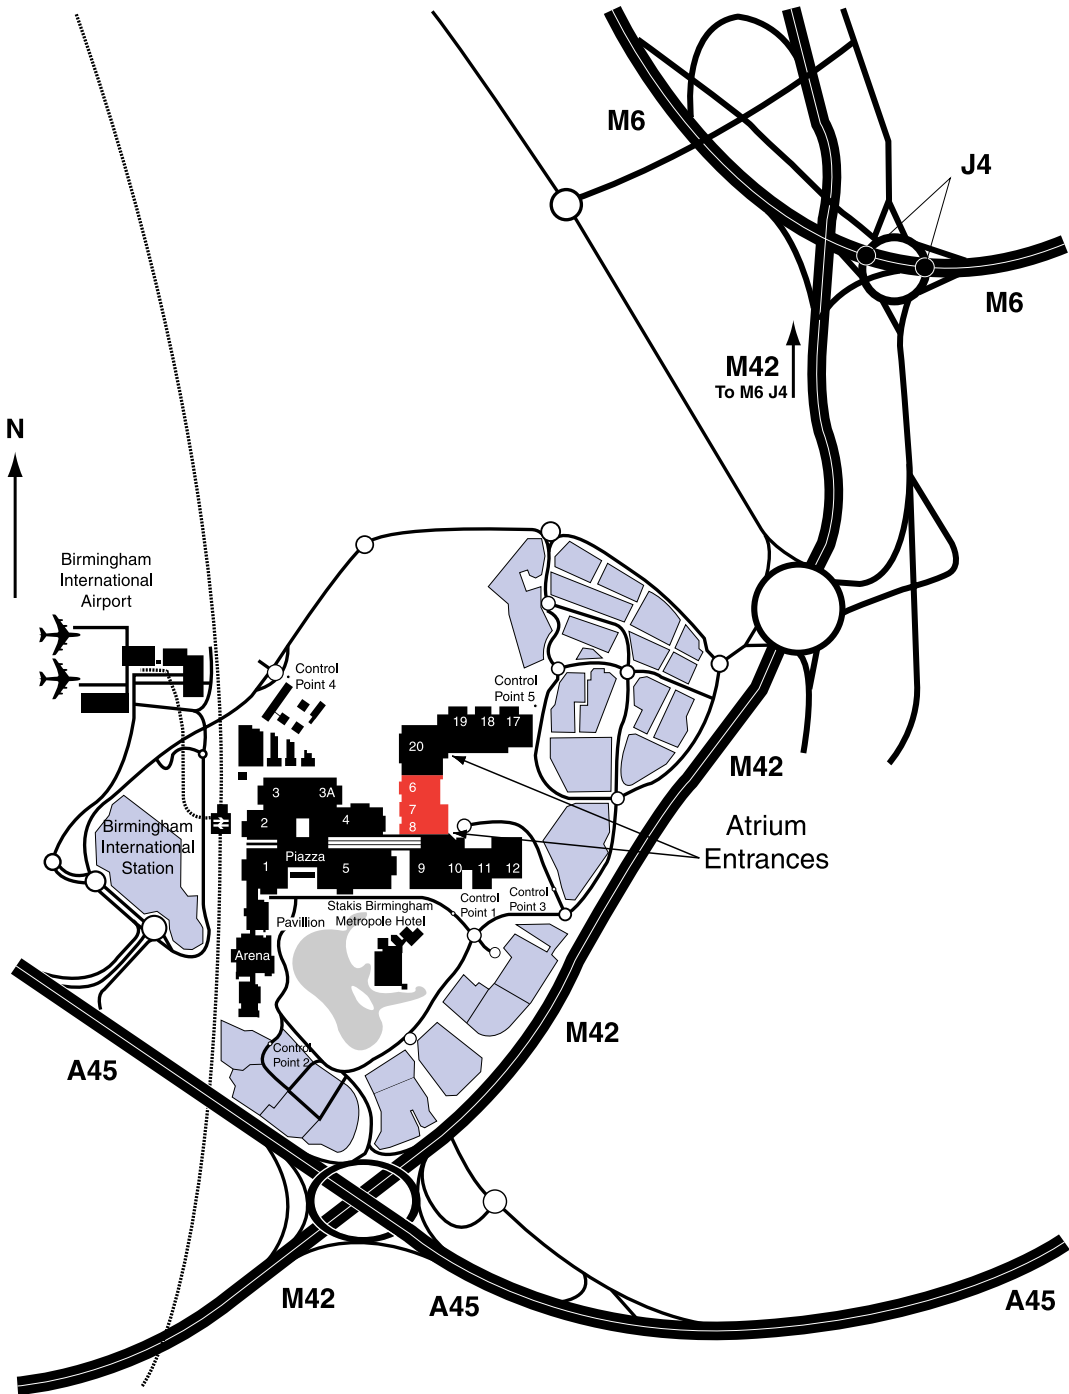 M6
J4
M6
M42
To M6 J4
N
Birmingham
International
Airport
Control
Point 4
Control
Point 5
19
18
17
20
M42
3
3A
6
7
8
2
4
Birmingham
International
Station
Atrium
Entrances
1
Piazza
5
9
10
11
12
Control
Point 1
Control
Point 3
Stakis Birmingham
Metropole Hotel
Pavillion
Arena
M42
A45
Control
Point 2
M42
A45
A45